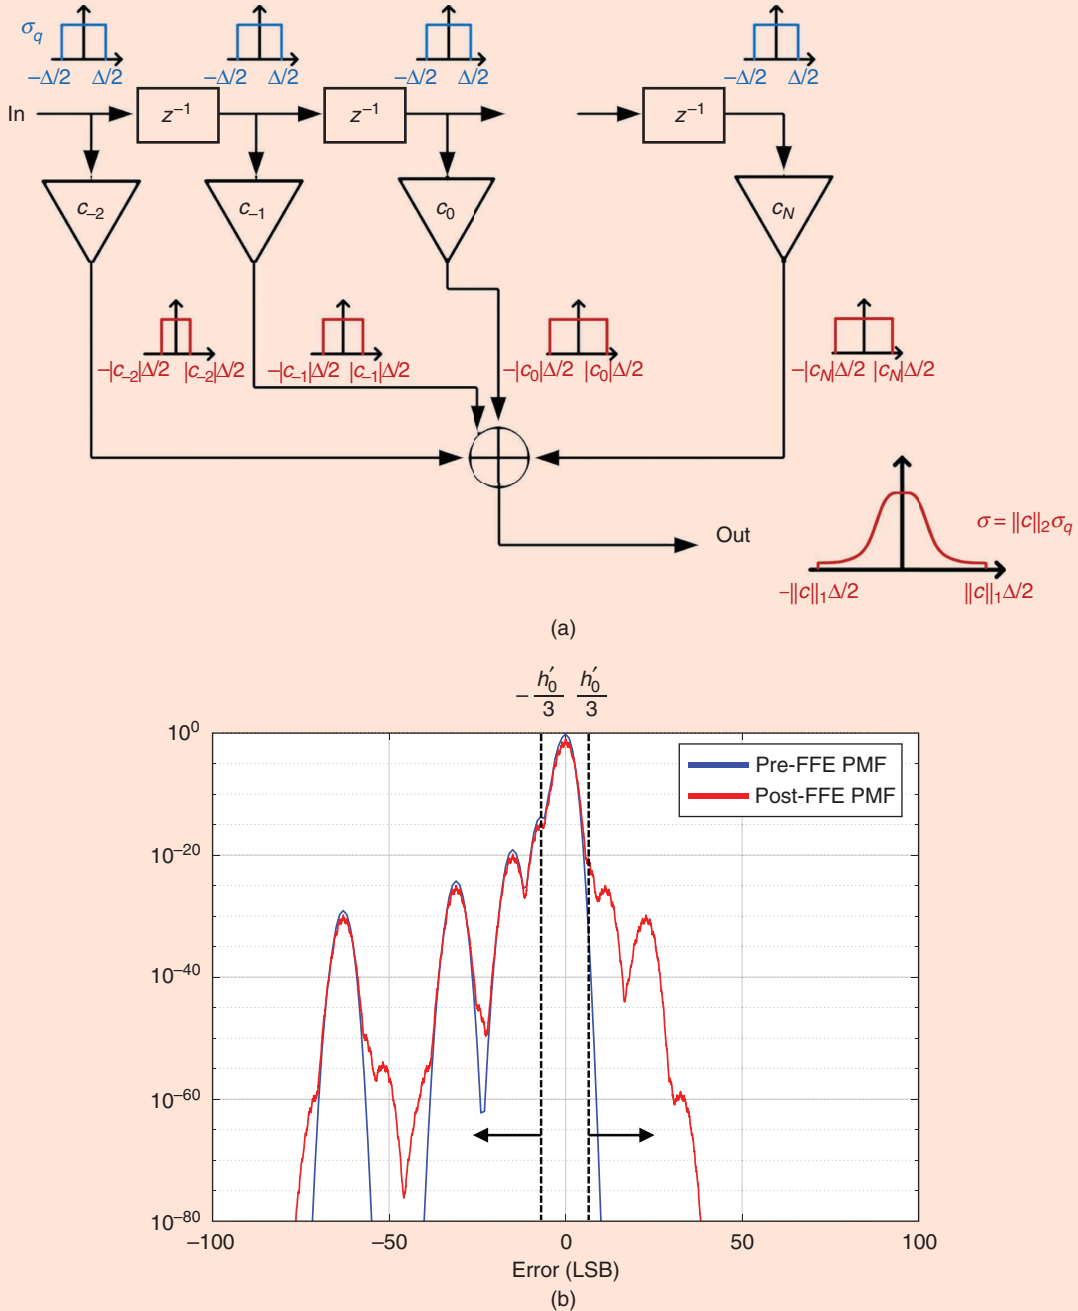 σq
−Δ/2 Δ/2 −Δ/2 Δ/2 −Δ/2 Δ/2 −Δ/2 Δ/2
In z−1 z−1 z−1
c−2 c−1 c0 cN
−|c−2|Δ/2 |c−2|Δ/2 −|c−1|Δ/2 |c−1|Δ/2 −|c0|Δ/2 |c0|Δ/2 −|cN|Δ/2 |cN|Δ/2
Out
σ = ||c||2σq
−||c||1Δ/2 ||c||1Δ/2
(a)
− h′0/3 h′0/3
Pre-FFE PMF
Post-FFE PMF
10^0
10^−20
10^−40
10^−60
10^−80
−100 −50 0 50 100
Error (LSB)
(b)